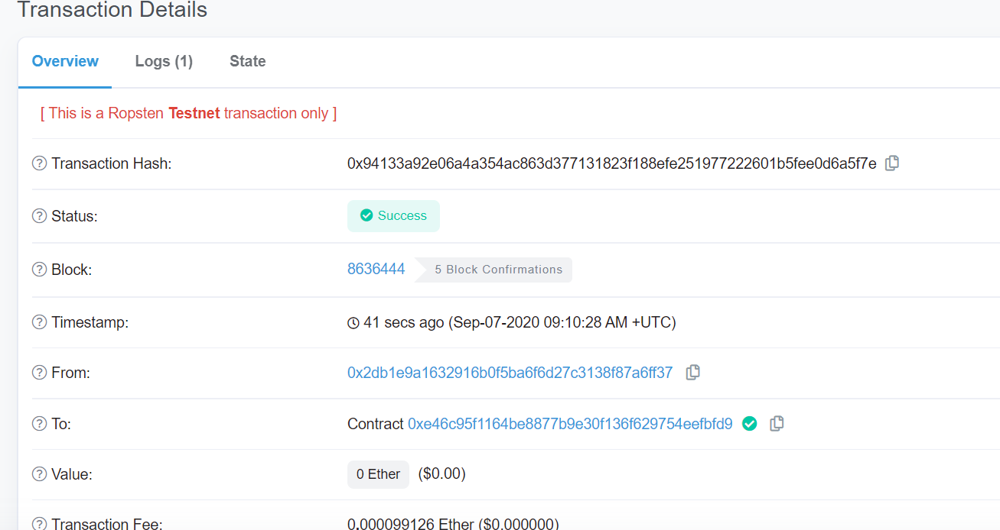 Transaction Details
Overview Logs (1) State
[ This is a Ropsten Testnet transaction only ]
Transaction Hash: 0x94133a92e06a4a354ac863d377131823f188efe251977222601b5fee0d6a5f7e
Status: Success
Block: 8636444 5 Block Confirmations
Timestamp: 41 secs ago (Sep-07-2020 09:10:28 AM +UTC)
From: 0x2db1e9a1632916b0f5ba6f6d27c3138f87a6ff37
To: Contract 0xe46c95f1164be8877b9e30f136f629754eefbfd9
Value: 0 Ether ($0.00)
Transaction Fee: 0.000099126 Ether ($0.000000)